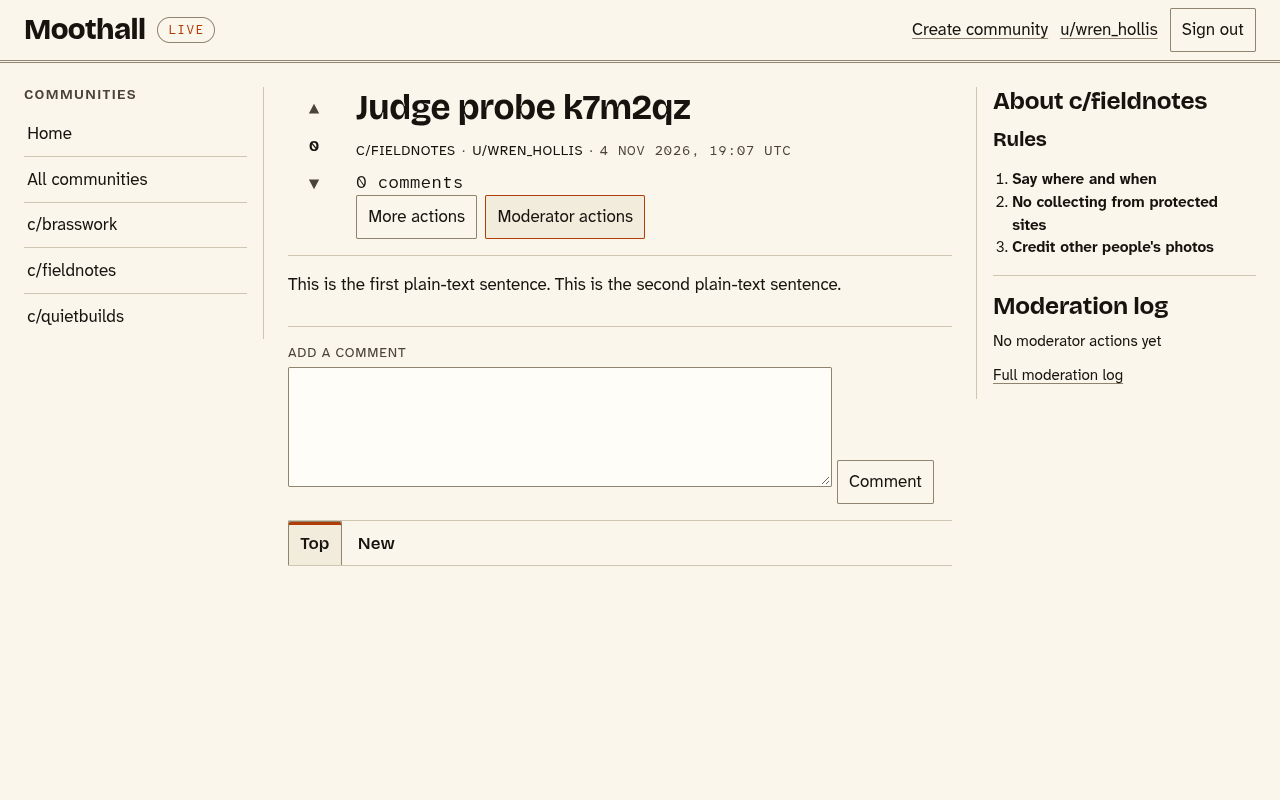 Moothall LIVE Create community u/wren_hollis Sign out
COMMUNITIES
Home
All communities
c/brasswork
c/fieldnotes
c/quietbuilds
▲
0
▼
Judge probe k7m2qz
C/FIELDNOTES · U/WREN_HOLLIS · 4 NOV 2026, 19:07 UTC
0 comments
More actions Moderator actions
This is the first plain-text sentence. This is the second plain-text sentence.
ADD A COMMENT
Comment
Top New
About c/fieldnotes
Rules
1. Say where and when
2. No collecting from protected
sites
3. Credit other people's photos
Moderation log
No moderator actions yet
Full moderation log